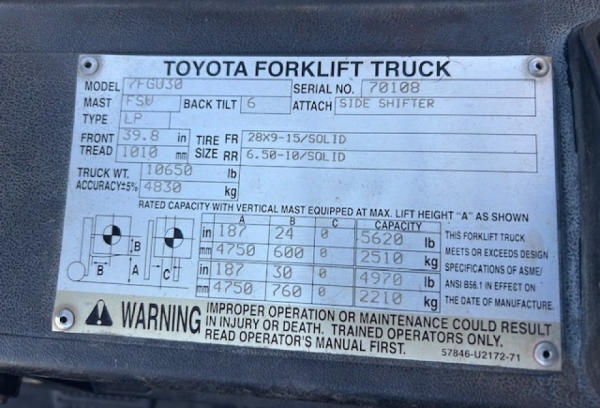 TOYOTA FORKLIFT TRUCK
MODEL 7FGU30 SERIAL NO. 70108
MAST FSV BACK TILT 6 ATTACH SIDE SHIFTER
TYPE LP
FRONT TREAD 39.8 in 1010 mm
TIRE SIZE FR 28X9-15/SOLID
RR 6.50-10/SOLID
TRUCK WT. 10650 lb
ACCURACY±5% 4830 kg
RATED CAPACITY WITH VERTICAL MAST EQUIPPED AT MAX. LIFT HEIGHT "A" AS SHOWN
A B C CAPACITY
in 187 24 0 5620 lb
mm 4750 600 0 2510 kg
in 187 30 0 4970 lb
mm 4750 760 0 2210 kg
B B A C
THIS FORKLIFT TRUCK
MEETS OR EXCEEDS DESIGN
SPECIFICATIONS OF ASME/
ANSI B56.1 IN EFFECT ON
THE DATE OF MANUFACTURE.
WARNING
IMPROPER OPERATION OR MAINTENANCE COULD RESULT
IN INJURY OR DEATH. TRAINED OPERATORS ONLY.
READ OPERATOR'S MANUAL FIRST.
57846-U2172-71